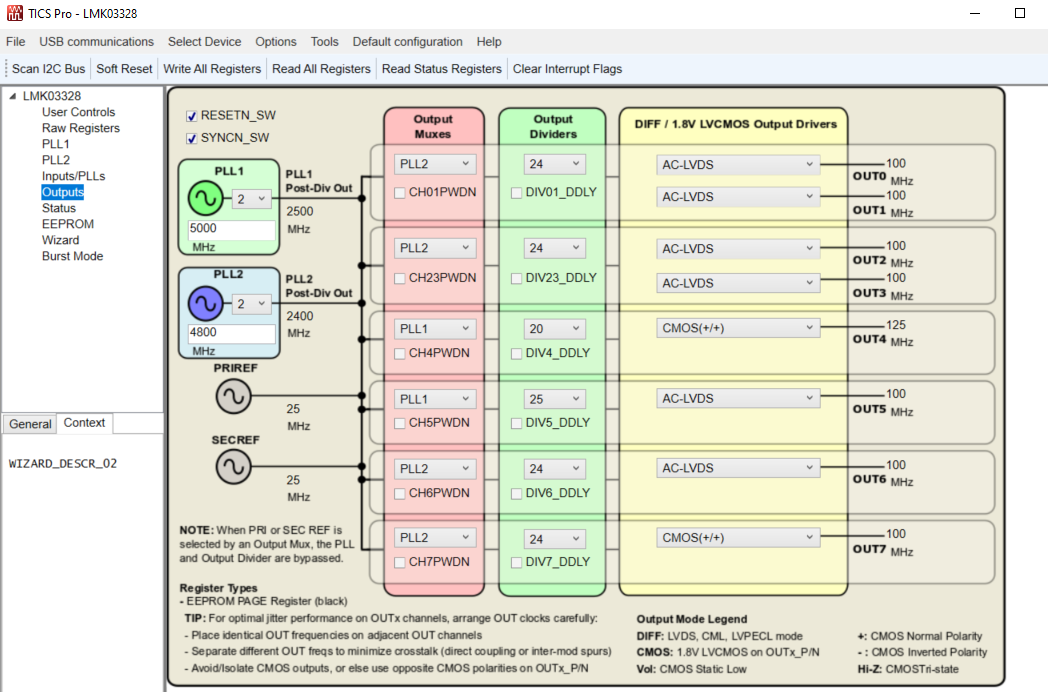 TICS Pro - LMK03328
File USB communications Select Device Options Tools Default configuration Help
Scan I2C Bus Soft Reset Write All Registers Read All Registers Read Status Registers Clear Interrupt Flags
LMK03328
User Controls
Raw Registers
PLL1
PLL2
Inputs/PLLs
Outputs
Status
EEPROM
Wizard
Burst Mode
General Context
WIZARD_DESCR_02
RESETN_SW
SYNCN_SW
PLL1
2
5000
MHz
PLL1
Post-Div Out
2500
MHz
PLL2
2
4800
MHz
PLL2
Post-Div Out
2400
MHz
PRIREF
25
MHz
SECREF
25
MHz
Output
Muxes
Output
Dividers
DIFF / 1.8V LVCMOS Output Drivers
PLL2 24 AC-LVDS 100
OUT0 MHz
CH01PWDN DIV01_DDLY AC-LVDS 100
OUT1 MHz
PLL2 24 AC-LVDS 100
OUT2 MHz
CH23PWDN DIV23_DDLY AC-LVDS 100
OUT3 MHz
PLL1 20 CMOS(+/+) 125
OUT4 MHz
CH4PWDN DIV4_DDLY
PLL1 25 AC-LVDS 100
OUT5 MHz
CH5PWDN DIV5_DDLY
PLL2 24 AC-LVDS 100
OUT6 MHz
CH6PWDN DIV6_DDLY
PLL2 24 CMOS(+/+) 100
OUT7 MHz
CH7PWDN DIV7_DDLY
NOTE: When PRI or SEC REF is
selected by an Output Mux, the PLL
and Output Divider are bypassed.
Register Types
- EEPROM PAGE Register (black)
TIP: For optimal jitter performance on OUTx channels, arrange OUT clocks carefully:
- Place identical OUT frequencies on adjacent OUT channels
- Separate different OUT freqs to minimize crosstalk (direct coupling or inter-mod spurs)
- Avoid/Isolate CMOS outputs, or else use opposite CMOS polarities on OUTx_P/N
Output Mode Legend
DIFF: LVDS, CML, LVPECL mode +: CMOS Normal Polarity
CMOS: 1.8V LVCMOS on OUTx_P/N - : CMOS Inverted Polarity
Vol: CMOS Static Low Hi-Z: CMOSTri-state